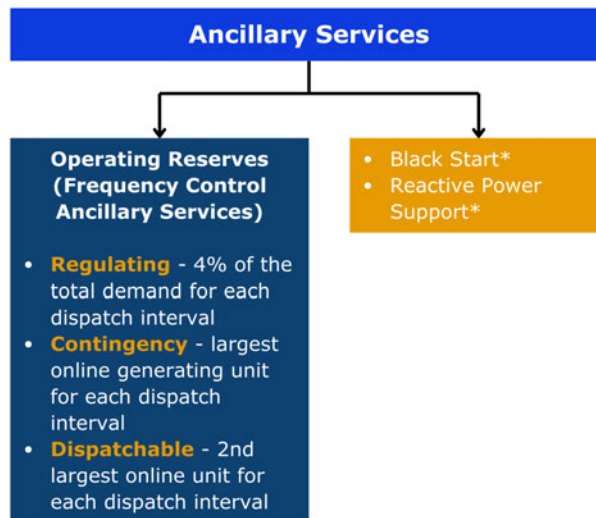 Ancillary Services
Operating Reserves
(Frequency Control
Ancillary Services)
• Regulating - 4% of the
total demand for each
dispatch interval
• Contingency - largest
online generating unit
for each dispatch
interval
• Dispatchable - 2nd
largest online unit for
each dispatch interval
• Black Start*
• Reactive Power
Support*